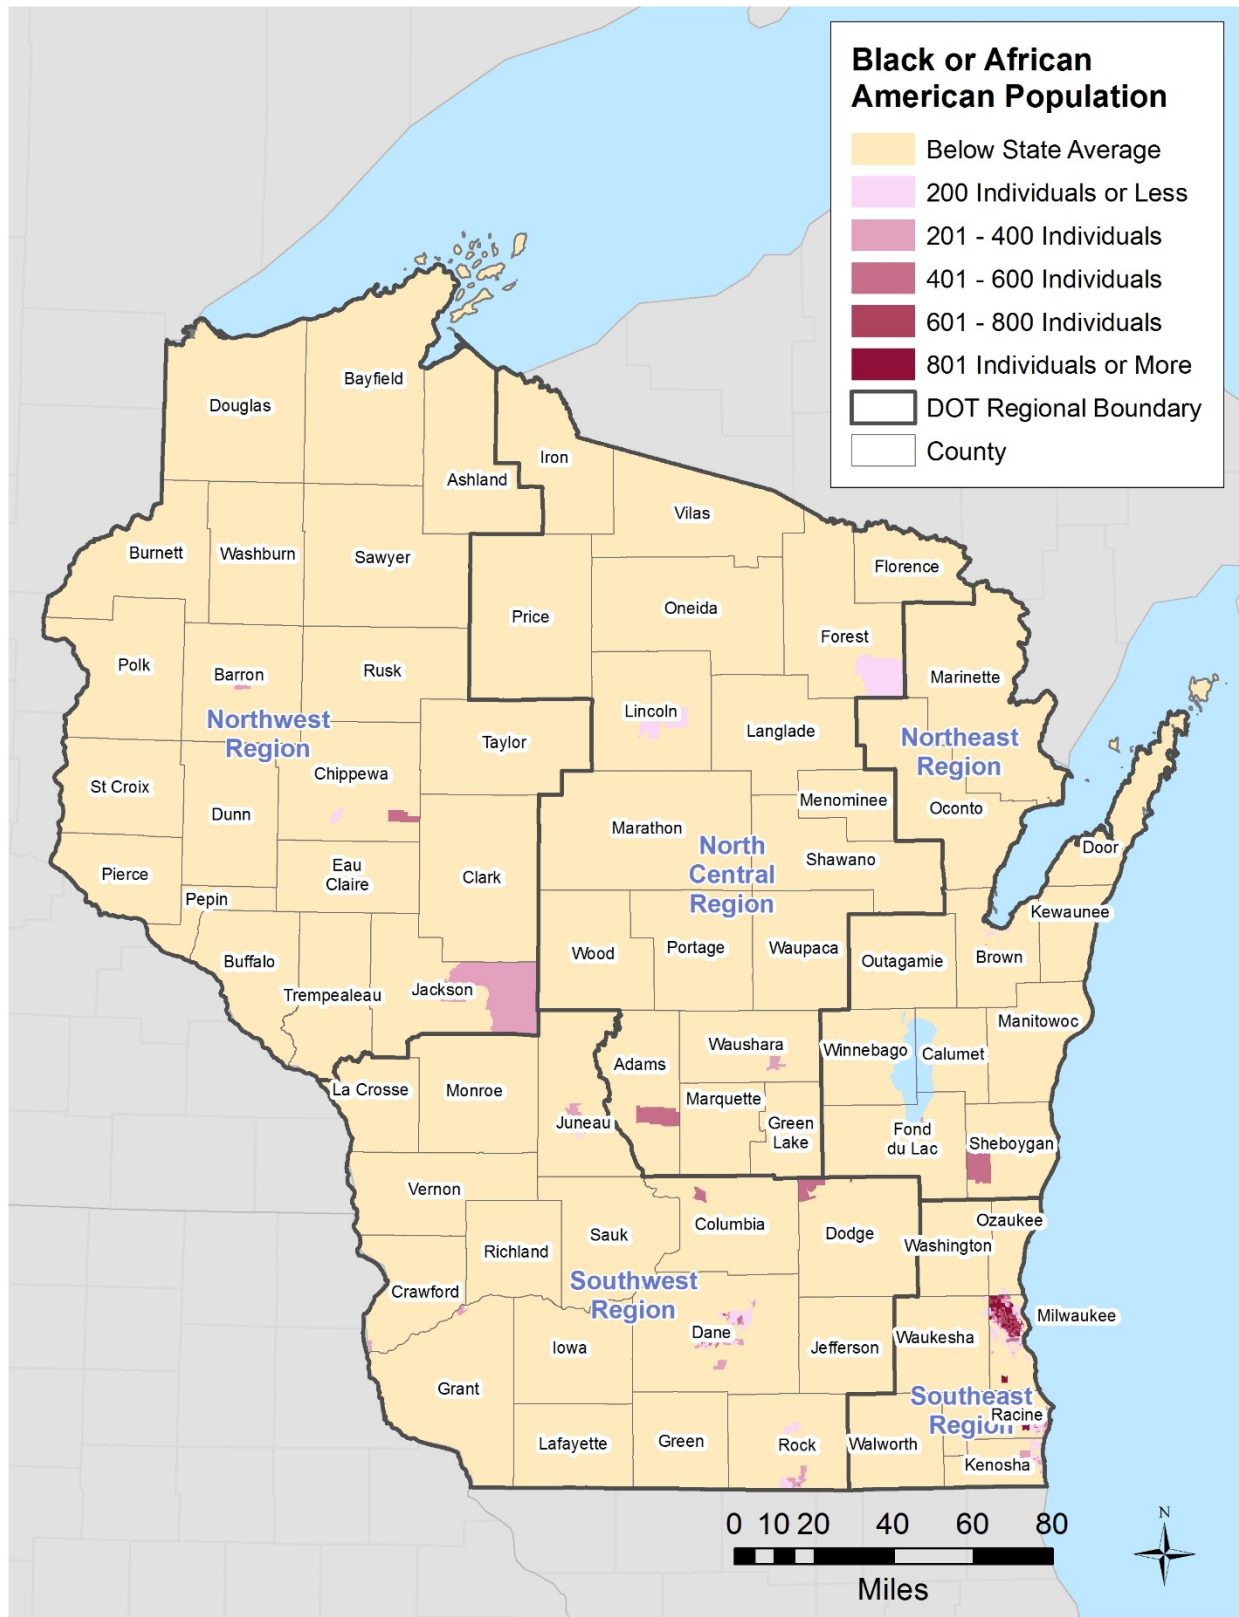 Black or African
American Population
Below State Average
200 Individuals or Less
201 - 400 Individuals
401 - 600 Individuals
601 - 800 Individuals
801 Individuals or More
DOT Regional Boundary
County
Bayfield
Douglas
Iron
Ashland
Vilas
Burnett
Washburn
Sawyer
Florence
Price
Oneida
Forest
Polk
Barron
Rusk
Marinette
Lincoln
Northwest
Region
Langlade
Taylor
Northeast
Region
St Croix
Chippewa
Dunn
Menominee
Oconto
Marathon
North
Central
Region
Door
Shawano
Pierce
Eau
Claire
Clark
Pepin
Kewaunee
Wood
Portage
Waupaca
Buffalo
Outagamie
Brown
Jackson
Trempealeau
Manitowoc
Waushara
Winnebago
Calumet
Adams
La Crosse
Monroe
Marquette
Juneau
Green
Lake
Fond
du Lac
Sheboygan
Vernon
Columbia
Ozaukee
Sauk
Dodge
Washington
Richland
Southwest
Region
Crawford
Milwaukee
Dane
Waukesha
Iowa
Jefferson
Grant
Southeast
Region
Racine
Lafayette
Green
Rock
Walworth
Kenosha
0 10 20 40 60 80
Miles
N